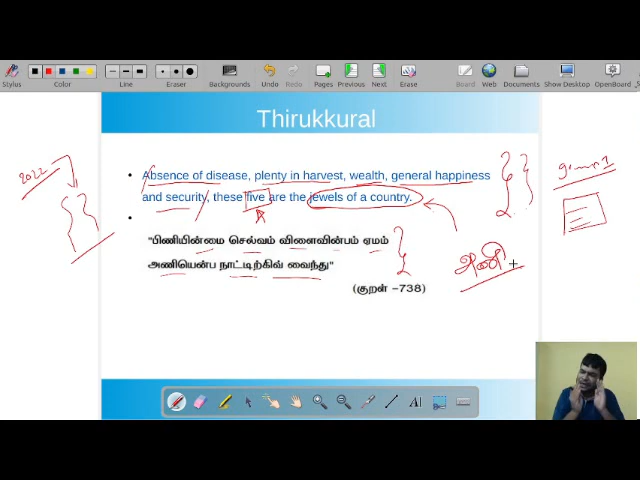 Stylus
Color
Line
Eraser
Backgrounds
Undo
Redo
Pages
Previous
Next
Erase
Board
Web
Documents
Show Desktop
OpenBoard
Thirukkural
2022
• Absence of disease, plenty in harvest, wealth, general happiness
and security, these five are the jewels of a country.
•
"பிணியின்மை செல்வம் விளைவின்பம் ஏமம்
அணியென்ப நாட்டிற்கிவ் வைந்து"
(குறள் –738)
அணி